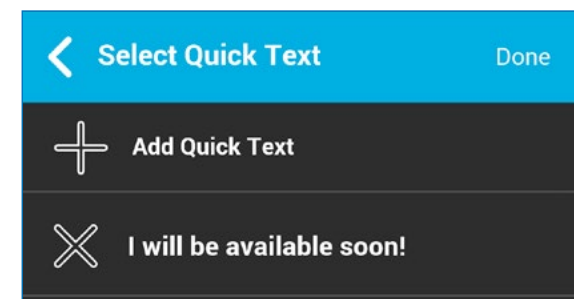 Select Quick Text Done
Add Quick Text
I will be available soon!